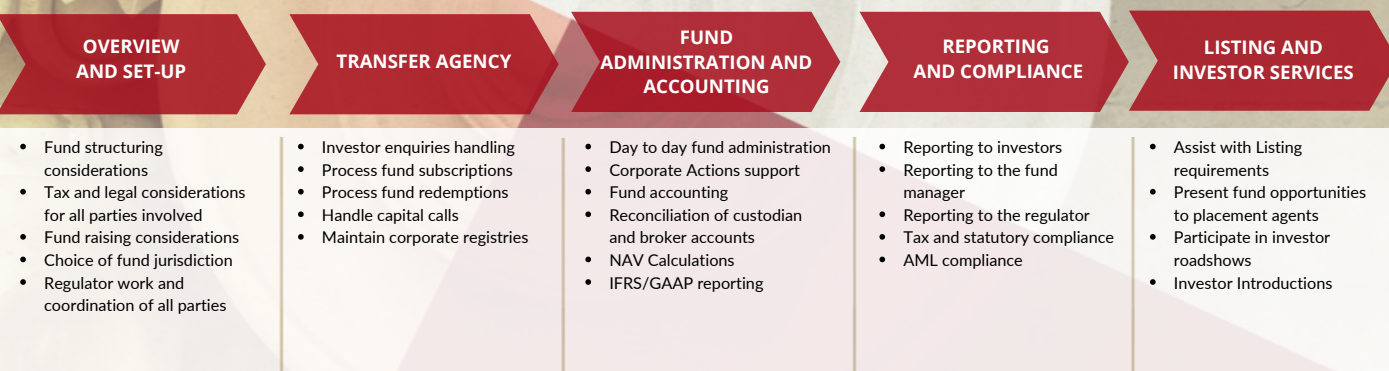 OVERVIEW
AND SET-UP
• Fund structuring
considerations
• Tax and legal considerations
for all parties involved
• Fund raising considerations
• Choice of fund jurisdiction
• Regulator work and
coordination of all parties
TRANSFER AGENCY
• Investor enquiries handling
• Process fund subscriptions
• Process fund redemptions
• Handle capital calls
• Maintain corporate registries
FUND
ADMINISTRATION AND
ACCOUNTING
• Day to day fund administration
• Corporate Actions support
• Fund accounting
• Reconciliation of custodian
and broker accounts
• NAV Calculations
• IFRS/GAAP reporting
REPORTING
AND COMPLIANCE
• Reporting to investors
• Reporting to the fund
manager
• Reporting to the regulator
• Tax and statutory compliance
• AML compliance
LISTING AND
INVESTOR SERVICES
• Assist with Listing
requirements
• Present fund opportunities
to placement agents
• Participate in investor
roadshows
• Investor Introductions